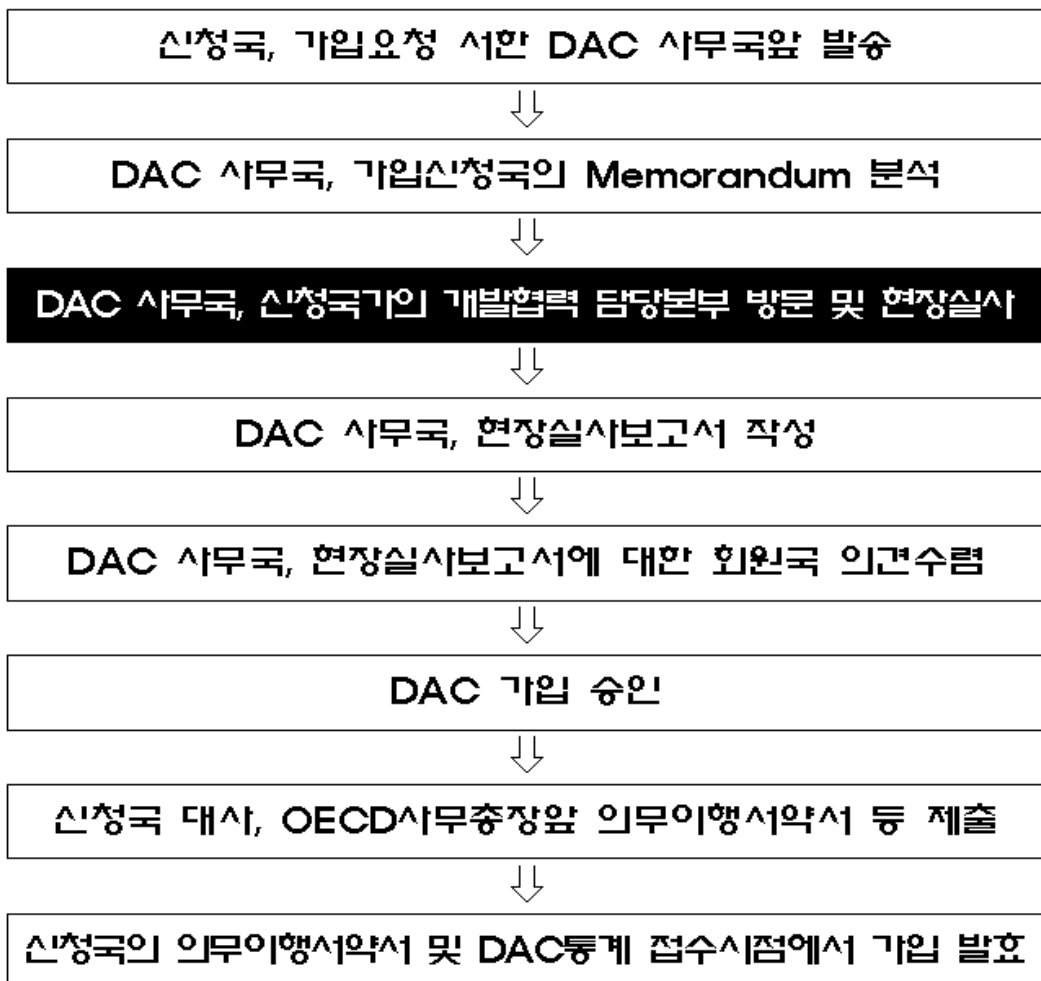 신청국, 가입요청 서한 DAC 사무국앞 발송
DAC 사무국, 가입신청국의 Memorandum 분석
DAC 사무국, 신청국가의 개발협력 담당본부 방문 및 현장실사
DAC 사무국, 현장실사보고서 작성
DAC 사무국, 현장실사보고서에 대한 회원국 의견수렴
DAC 가입 승인
신청국 대사, OECD사무총장앞 의무이행서약서 등 제출
신청국의 의무이행서약서 및 DAC통계 접수시점에서 가입 발효